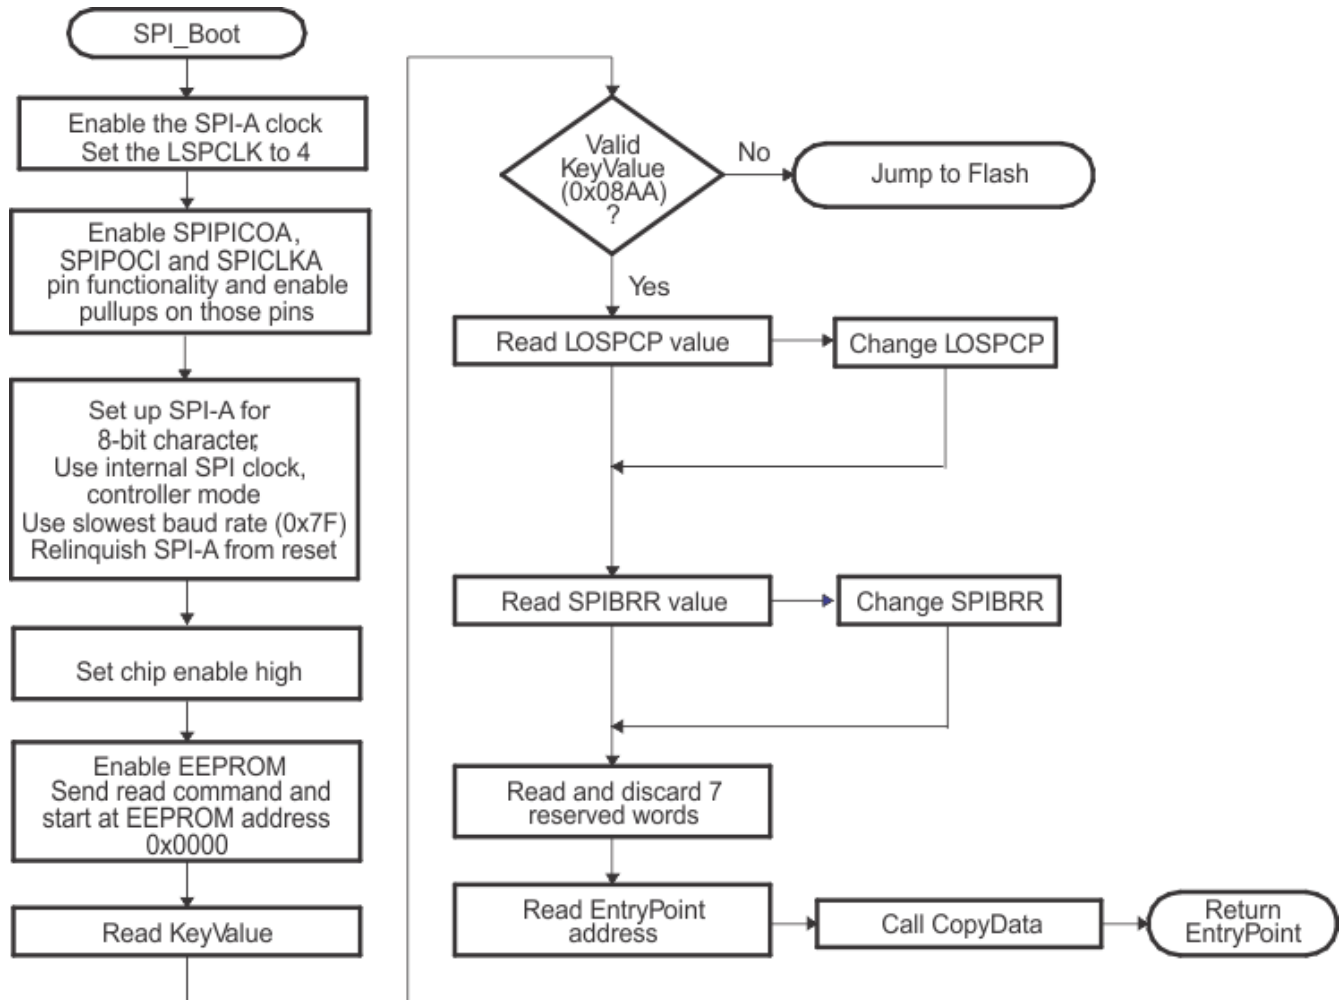 SPI_Boot
Enable the SPI-A clock
Set the LSPCLK to 4
Enable SPIPICOA,
SPIPOCI and SPICLKA
pin functionality and enable
pullups on those pins
Set up SPI-A for
8-bit character,
Use internal SPI clock,
controller mode
Use slowest baud rate (0x7F)
Relinquish SPI-A from reset
Set chip enable high
Enable EEPROM
Send read command and
start at EEPROM address
0x0000
Read KeyValue
Valid
KeyValue
(0x08AA)
?
No
Jump to Flash
Yes
Read LOSPCP value
Change LOSPCP
Read SPIBRR value
Change SPIBRR
Read and discard 7
reserved words
Read EntryPoint
address
Call CopyData
Return
EntryPoint